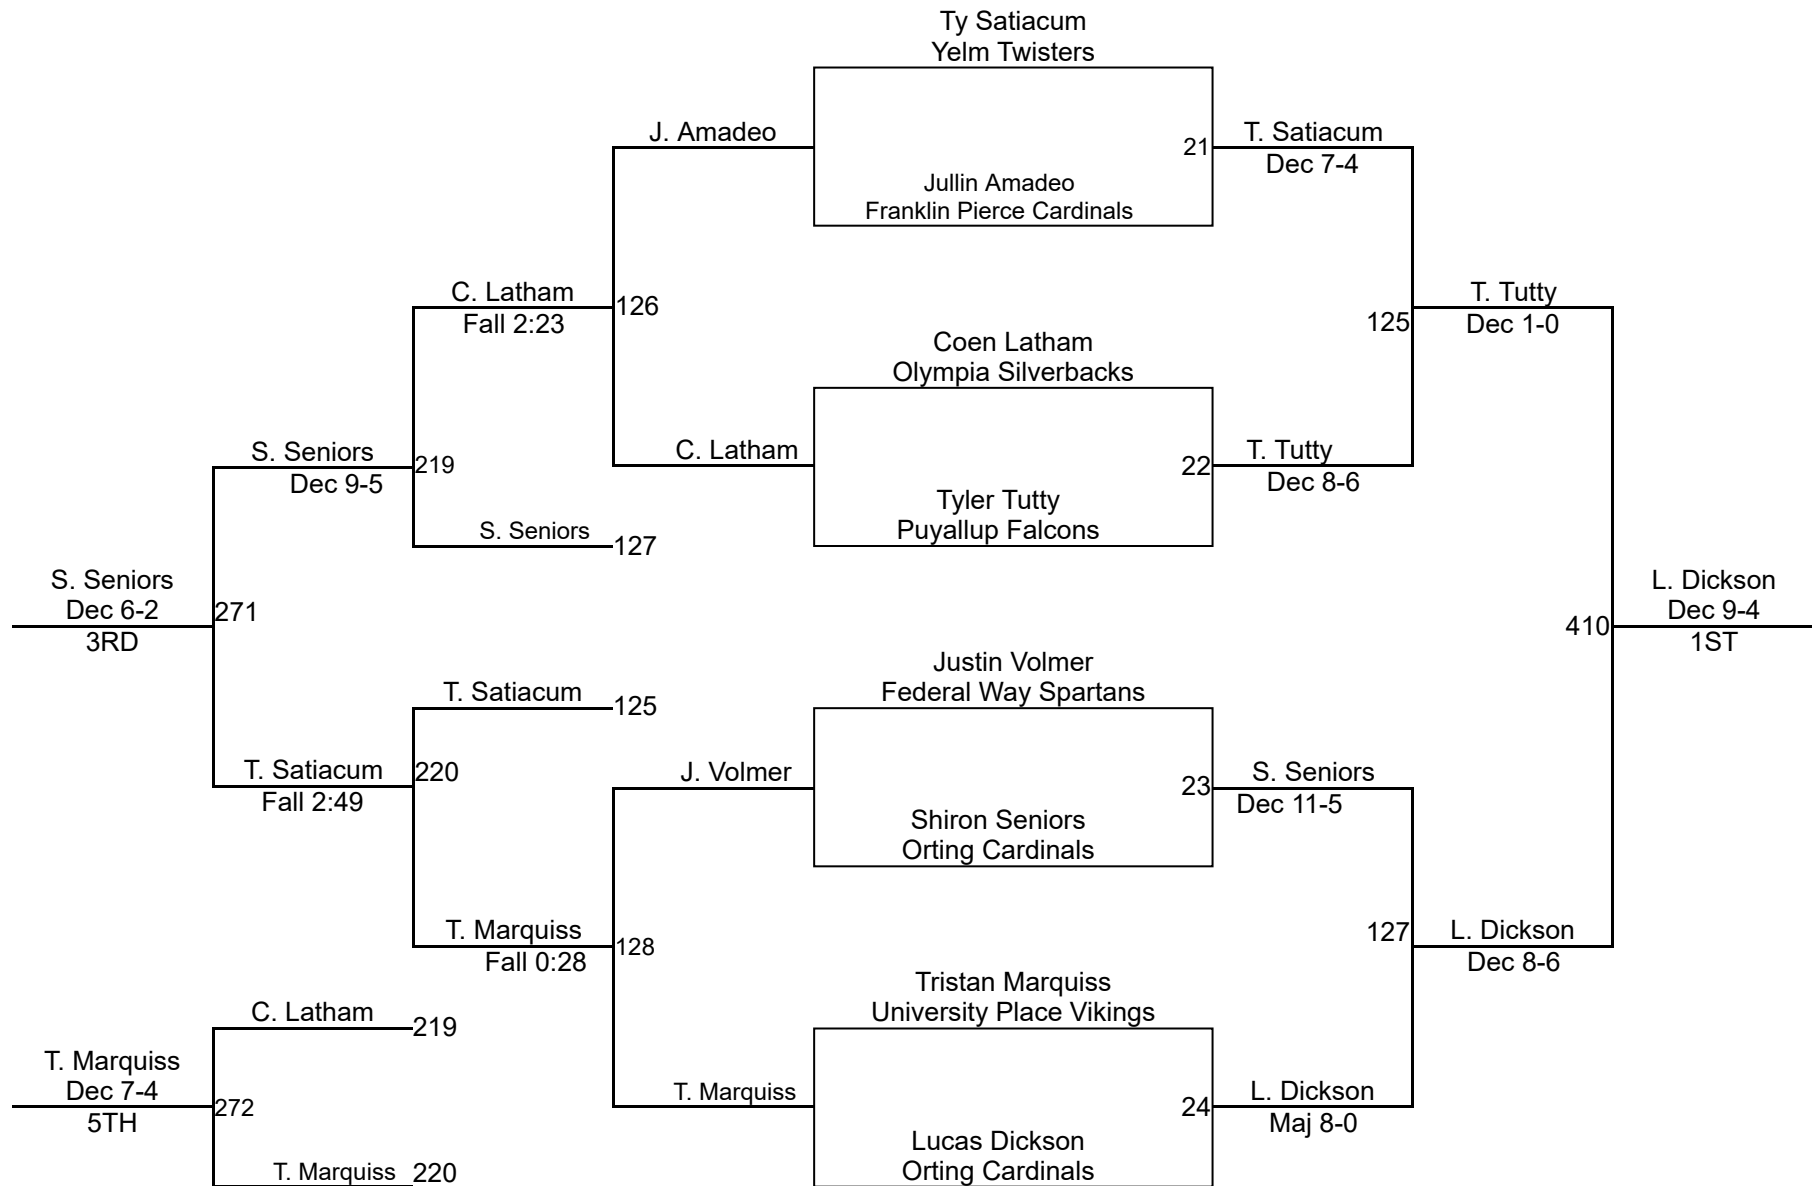 Ty Satiacum
Yelm Twisters
J. Amadeo
21
T. Satiacum
Dec 7-4
Jullin Amadeo
Franklin Pierce Cardinals
C. Latham
Fall 2:23
126
T. Tutty
Dec 1-0
125
Coen Latham
Olympia Silverbacks
S. Seniors
Dec 9-5
219
C. Latham
22
T. Tutty
Dec 8-6
Tyler Tutty
Puyallup Falcons
S. Seniors
127
S. Seniors
Dec 6-2
3RD
271
410
L. Dickson
Dec 9-4
1ST
Justin Volmer
Federal Way Spartans
T. Satiacum
125
T. Satiacum
Fall 2:49
220
J. Volmer
23
S. Seniors
Dec 11-5
Shiron Seniors
Orting Cardinals
T. Marquiss
Fall 0:28
128
127
L. Dickson
Dec 8-6
Tristan Marquiss
University Place Vikings
C. Latham
219
T. Marquiss
Dec 7-4
5TH
272
T. Marquiss
24
L. Dickson
Maj 8-0
Lucas Dickson
Orting Cardinals
T. Marquiss
220